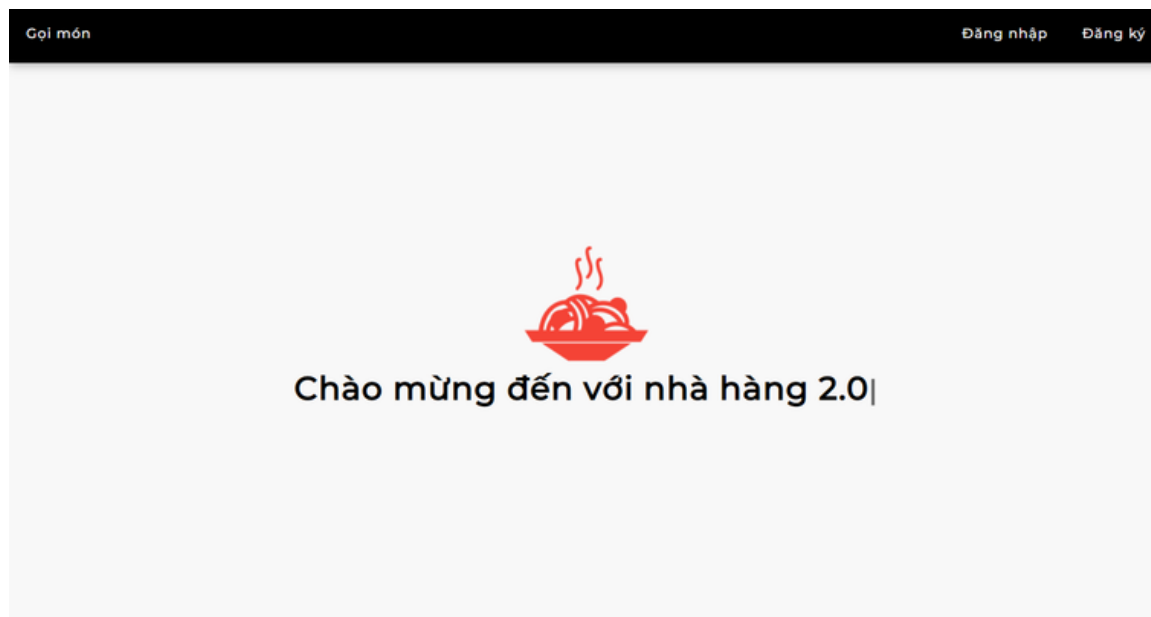 Gọi món
Đăng nhập
Đăng ký
Chào mừng đến với nhà hàng 2.0|